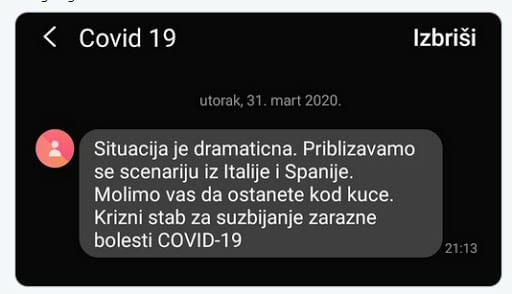 Covid 19
Izbriši
utorak, 31. mart 2020.
Situacija je dramaticna. Priblizavamo
se scenariju iz Italije i Spanije.
Molimo vas da ostanete kod kuce.
Krizni stab za suzbijanje zarazne
bolesti COVID-19
21:13